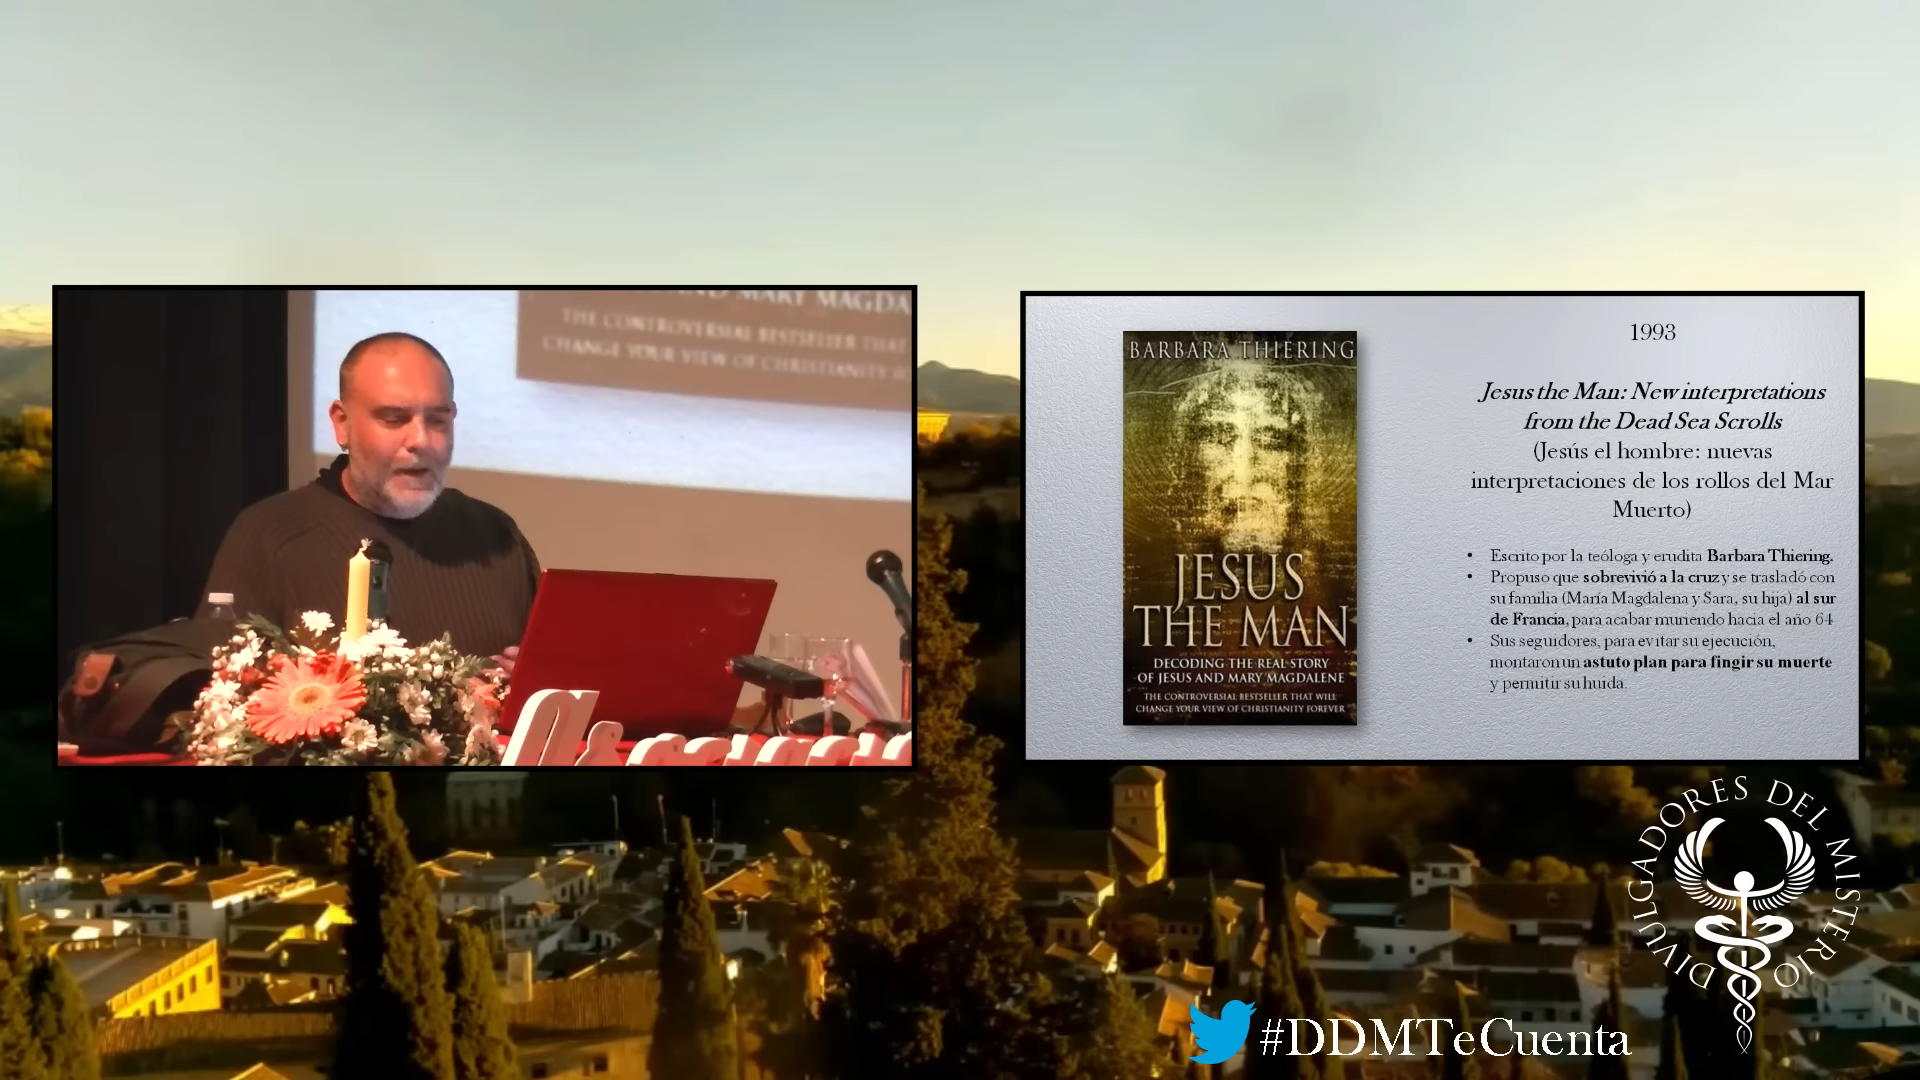 AND MARY MAGDA
THE CONTROVERSIAL BESTSELLER THAT
CHANGE YOUR VIEW OF CHRISTIANITY
BARBARA THIERING
JESUS
THE MAN
DECODING THE REAL STORY
OF JESUS AND MARY MAGDALENE
THE CONTROVERSIAL BESTSELLER THAT WILL
CHANGE YOUR VIEW OF CHRISTIANITY FOREVER
1993
Jesus the Man: New interpretations
from the Dead Sea Scrolls
(Jesús el hombre: nuevas
interpretaciones de los rollos del Mar
Muerto)
• Escrito por la teóloga y erudita Barbara Thiering.
• Propuso que sobrevivió a la cruz y se trasladó con
su familia (María Magdalena y Sara, su hija) al sur
de Francia, para acabar muriendo hacia el año 64
• Sus seguidores, para evitar su ejecución,
montaron un astuto plan para fingir su muerte
y permitir su huida.
DIVULGADORES DEL MISTERIO
#DDMTeCuenta